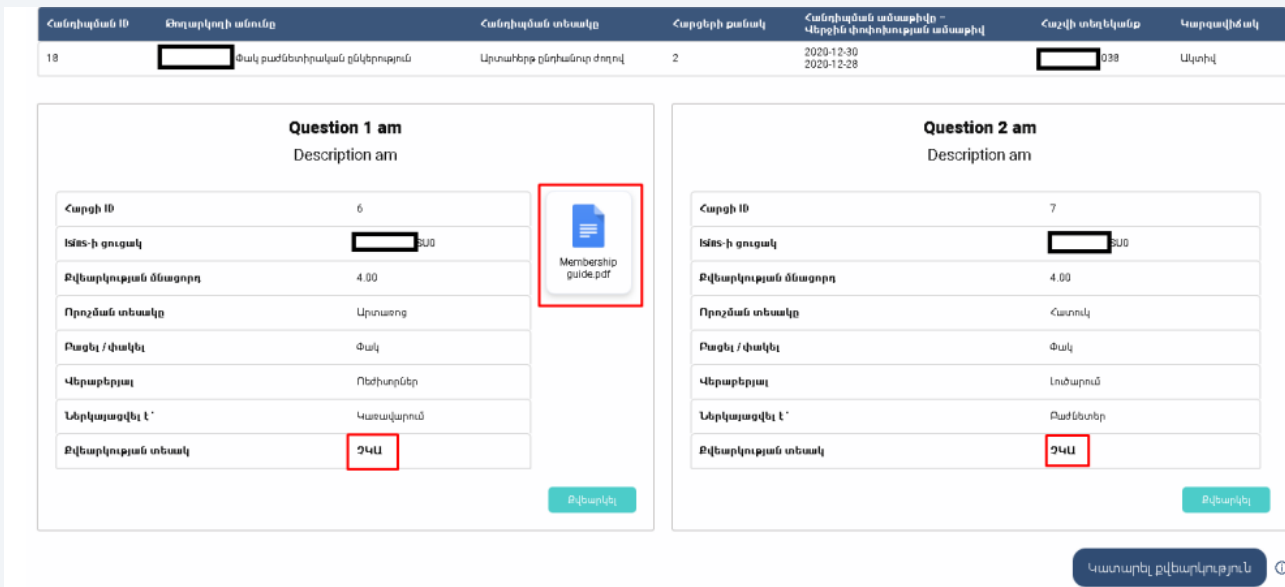 Հանդիպման ID Թողարկողի անունը Հանդիպման տեսակը Հարցերի քանակ Հանդիպման ամսաթիվը – Վերջին փոփոխության ամսաթիվ Հաշվի տեղեկանք Կարգավիճակ
18 Փակ բաժնետիրական ընկերություն Արտահերթ ընդհանուր ժողով 2 2020-12-30 038 Ակտիվ
2020-12-28
Question 1 am
Description am
Հարցի ID 6
Isins-ի ցուցակ SU0
Քվեարկության մնացորդ 4.00
Որոշման տեսակը Արտառոց
Բացել / փակել Փակ
Վերաբերյալ Ռեժիտորներ
Ներկայացվել է՝ Կառավարում
Քվեարկության տեսակ ՉԿԱ
Membership
guide.pdf
Քվեարկել
Question 2 am
Description am
Հարցի ID 7
Isins-ի ցուցակ SU0
Քվեարկության մնացորդ 4.00
Որոշման տեսակը Հատուկ
Բացել / փակել Փակ
Վերաբերյալ Լուծարում
Ներկայացվել է՝ Բաժնետեր
Քվեարկության տեսակ ՉԿԱ
Քվեարկել
Կատարել քվեարկություն